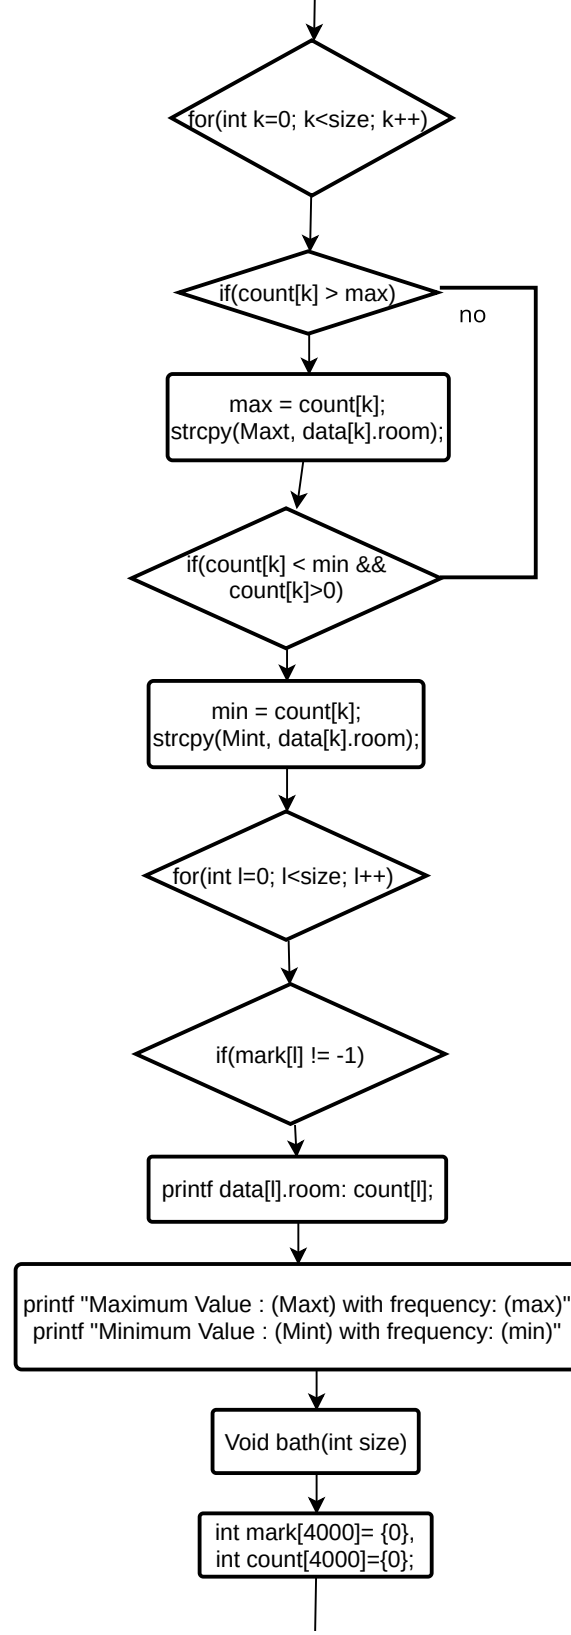 for(int k=0; k<size; k++)
if(count[k] > max)
no
max = count[k];
strcpy(Maxt, data[k].room);
if(count[k] < min &&
count[k]>0)
min = count[k];
strcpy(Mint, data[k].room);
for(int l=0; l<size; l++)
if(mark[l] != -1)
printf data[l].room: count[l];
printf "Maximum Value : (Maxt) with frequency: (max)"
printf "Minimum Value : (Mint) with frequency: (min)"
Void bath(int size)
int mark[4000]= {0},
int count[4000]={0};